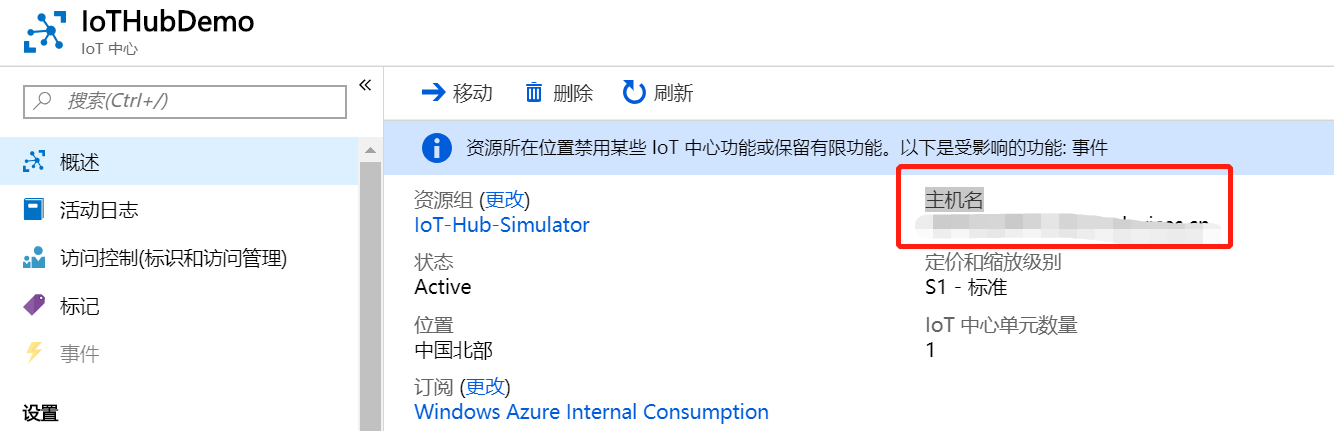 IoTHubDemo
IoT 中心
搜索(Ctrl+/)
«
移动
删除
刷新
概述
活动日志
访问控制(标识和访问管理)
标记
事件
设置
资源所在位置禁用某些 IoT 中心功能或保留有限功能。以下是受影响的功能: 事件
资源组 (更改)
IoT-Hub-Simulator
状态
Active
位置
中国北部
订阅 (更改)
Windows Azure Internal Consumption
主机名
定价和缩放级别
S1 - 标准
IoT 中心单元数量
1